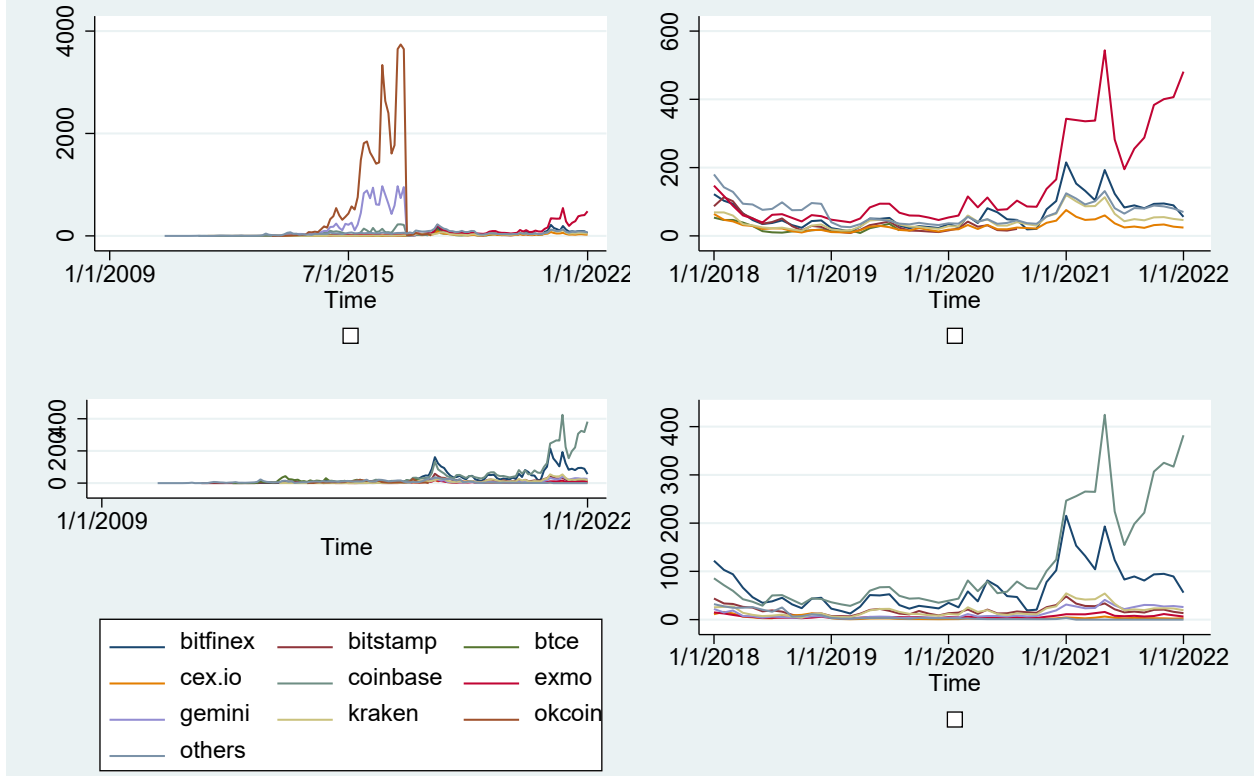 4000
2000
0
1/1/2009 7/1/2015 1/1/2022
Time
600
400
200
0
1/1/2018 1/1/2019 1/1/2020 1/1/2021 1/1/2022
Time
400
200
0
1/1/2009 1/1/2022
Time
400
300
200
100
0
1/1/2018 1/1/2019 1/1/2020 1/1/2021 1/1/2022
Time
bitfinex bitstamp btce
cex.io coinbase exmo
gemini kraken okcoin
others